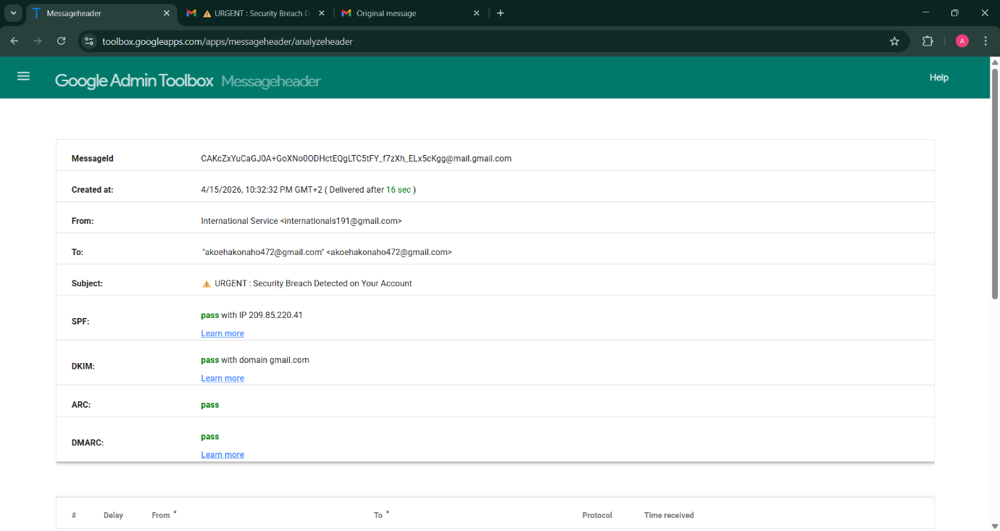 Messageheader
⚠ URGENT : Security Breach D
Original message
toolbox.googleapps.com/apps/messageheader/analyzeheader
A
Google Admin Toolbox Messageheader
Help
MessageId CAKcZxYuCaGJ0A+GoXNo0ODHctEQgLTC5tFY_f7zXh_ELx5cKgg@mail.gmail.com
Created at: 4/15/2026, 10:32:32 PM GMT+2 ( Delivered after 16 sec )
From: International Service <internationals191@gmail.com>
To: "akoehakonaho472@gmail.com" <akoehakonaho472@gmail.com>
Subject: ⚠ URGENT : Security Breach Detected on Your Account
SPF: pass with IP 209.85.220.41
Learn more
DKIM: pass with domain gmail.com
Learn more
ARC: pass
DMARC: pass
Learn more
# Delay From * To * Protocol Time received